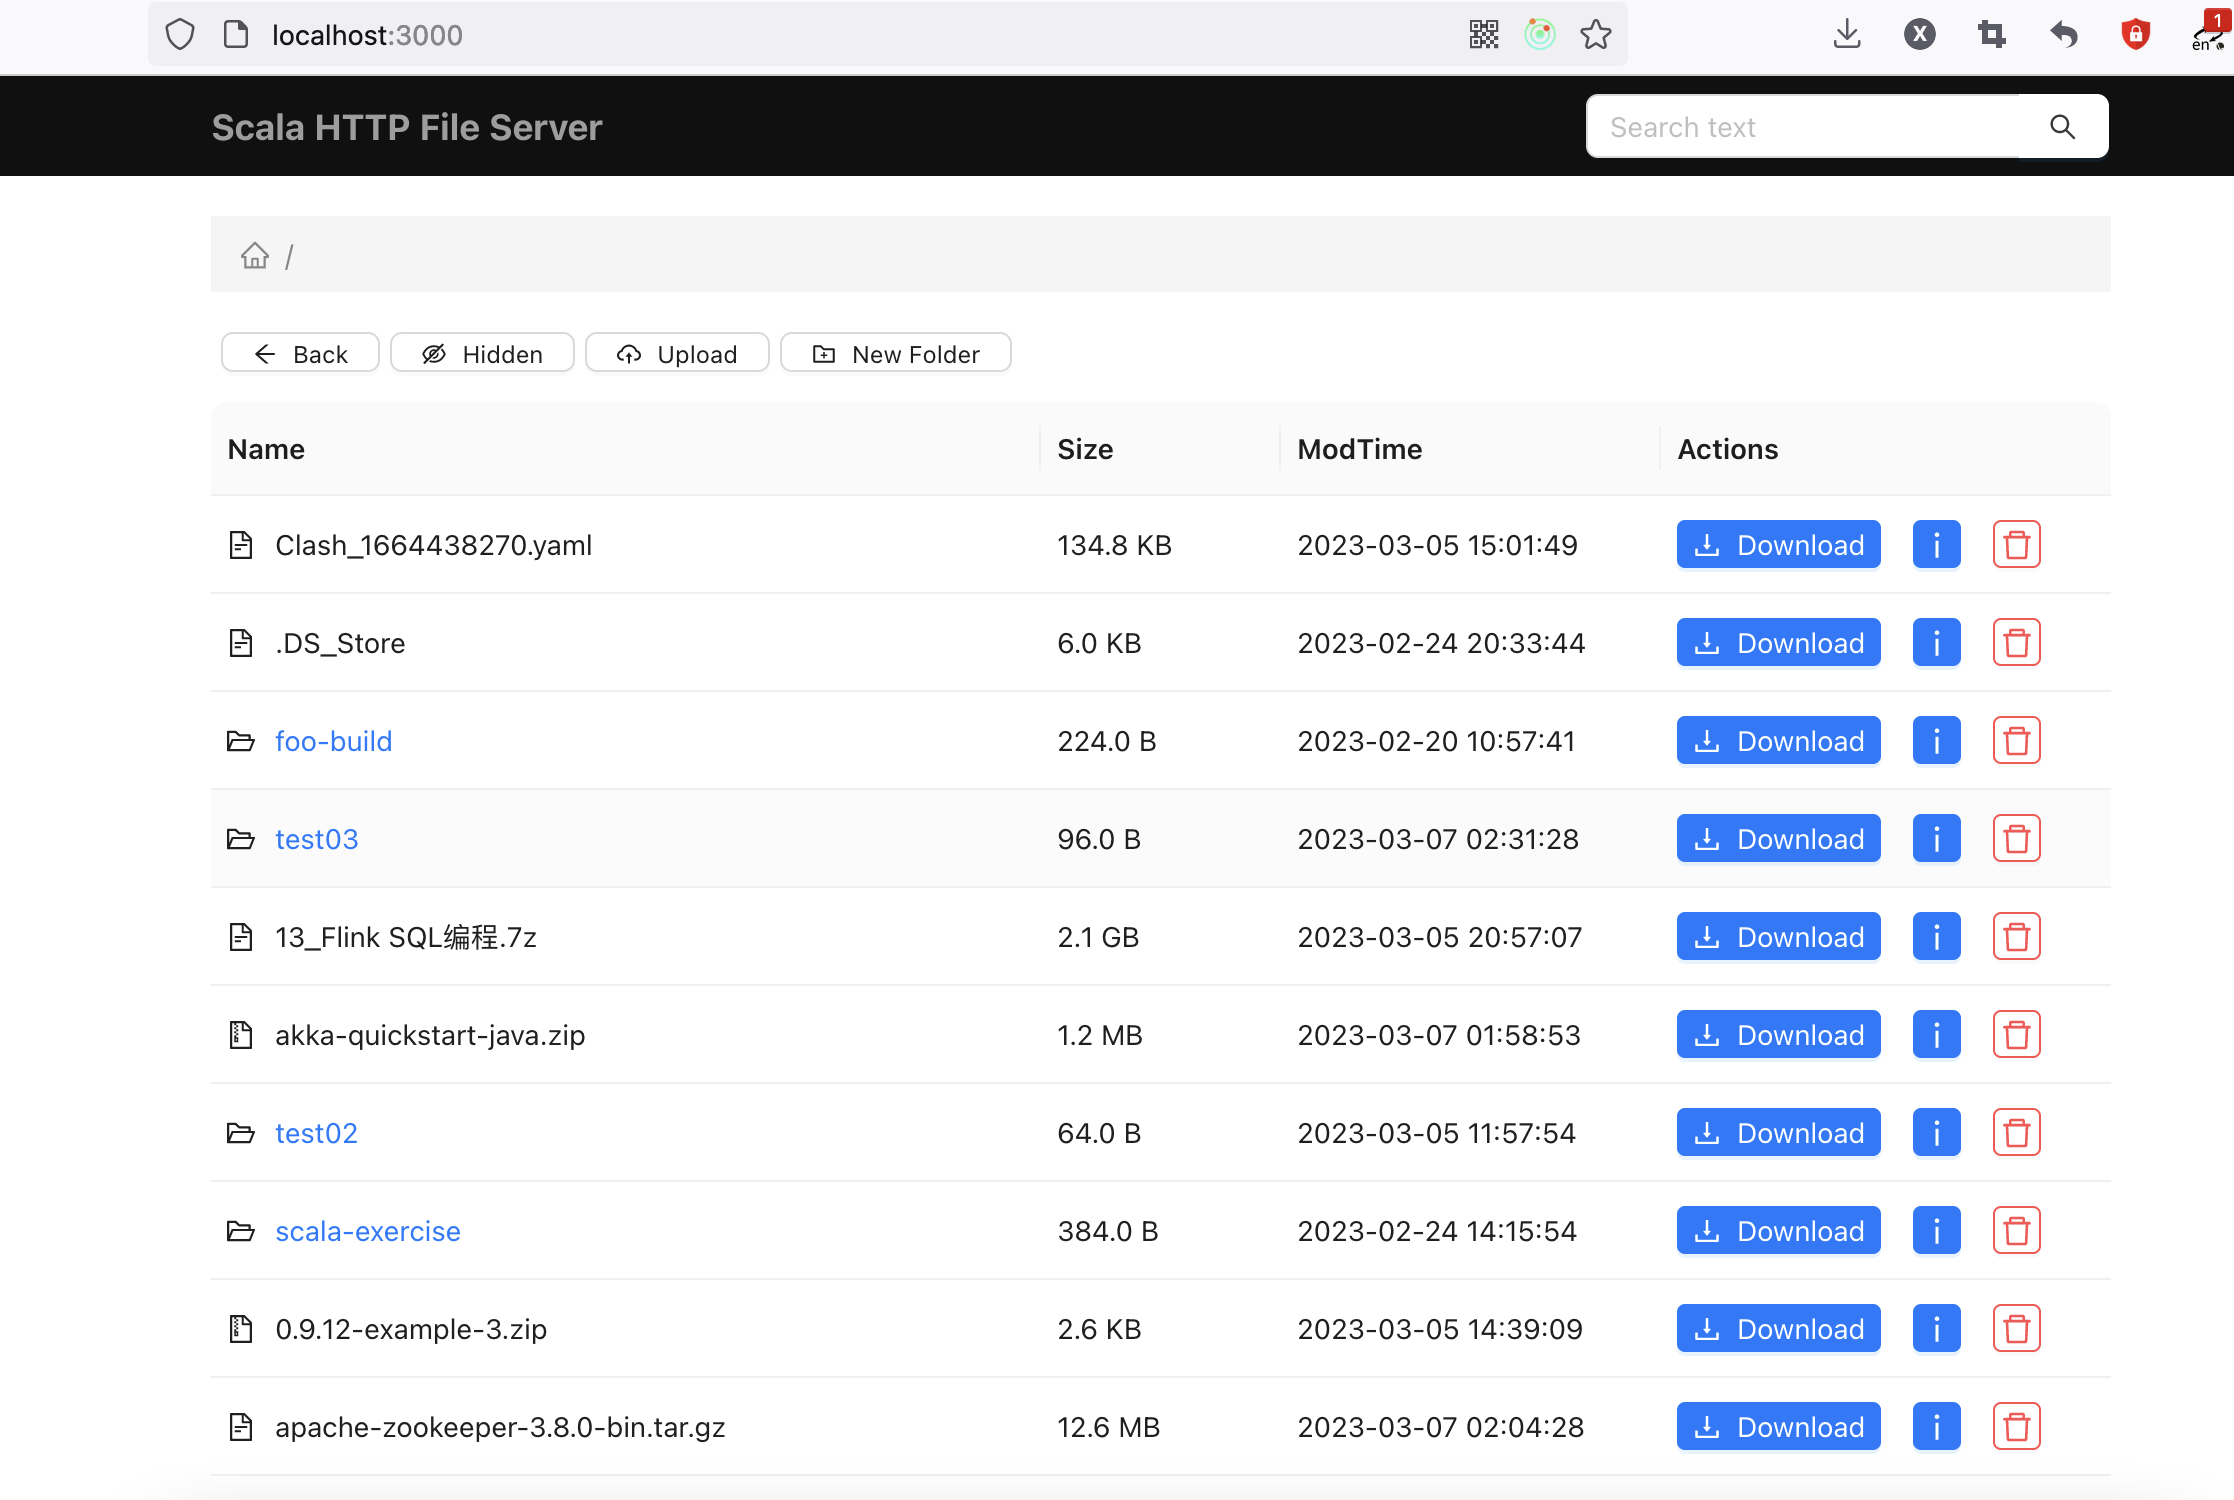 localhost:3000
1
en
Scala HTTP File Server
Search text
/
Back Hidden Upload New Folder
Name Size ModTime Actions
Clash_1664438270.yaml 134.8 KB 2023-03-05 15:01:49 Download i
.DS_Store 6.0 KB 2023-02-24 20:33:44 Download i
foo-build 224.0 B 2023-02-20 10:57:41 Download i
test03 96.0 B 2023-03-07 02:31:28 Download i
13_Flink SQL编程.7z 2.1 GB 2023-03-05 20:57:07 Download i
akka-quickstart-java.zip 1.2 MB 2023-03-07 01:58:53 Download i
test02 64.0 B 2023-03-05 11:57:54 Download i
scala-exercise 384.0 B 2023-02-24 14:15:54 Download i
0.9.12-example-3.zip 2.6 KB 2023-03-05 14:39:09 Download i
apache-zookeeper-3.8.0-bin.tar.gz 12.6 MB 2023-03-07 02:04:28 Download i